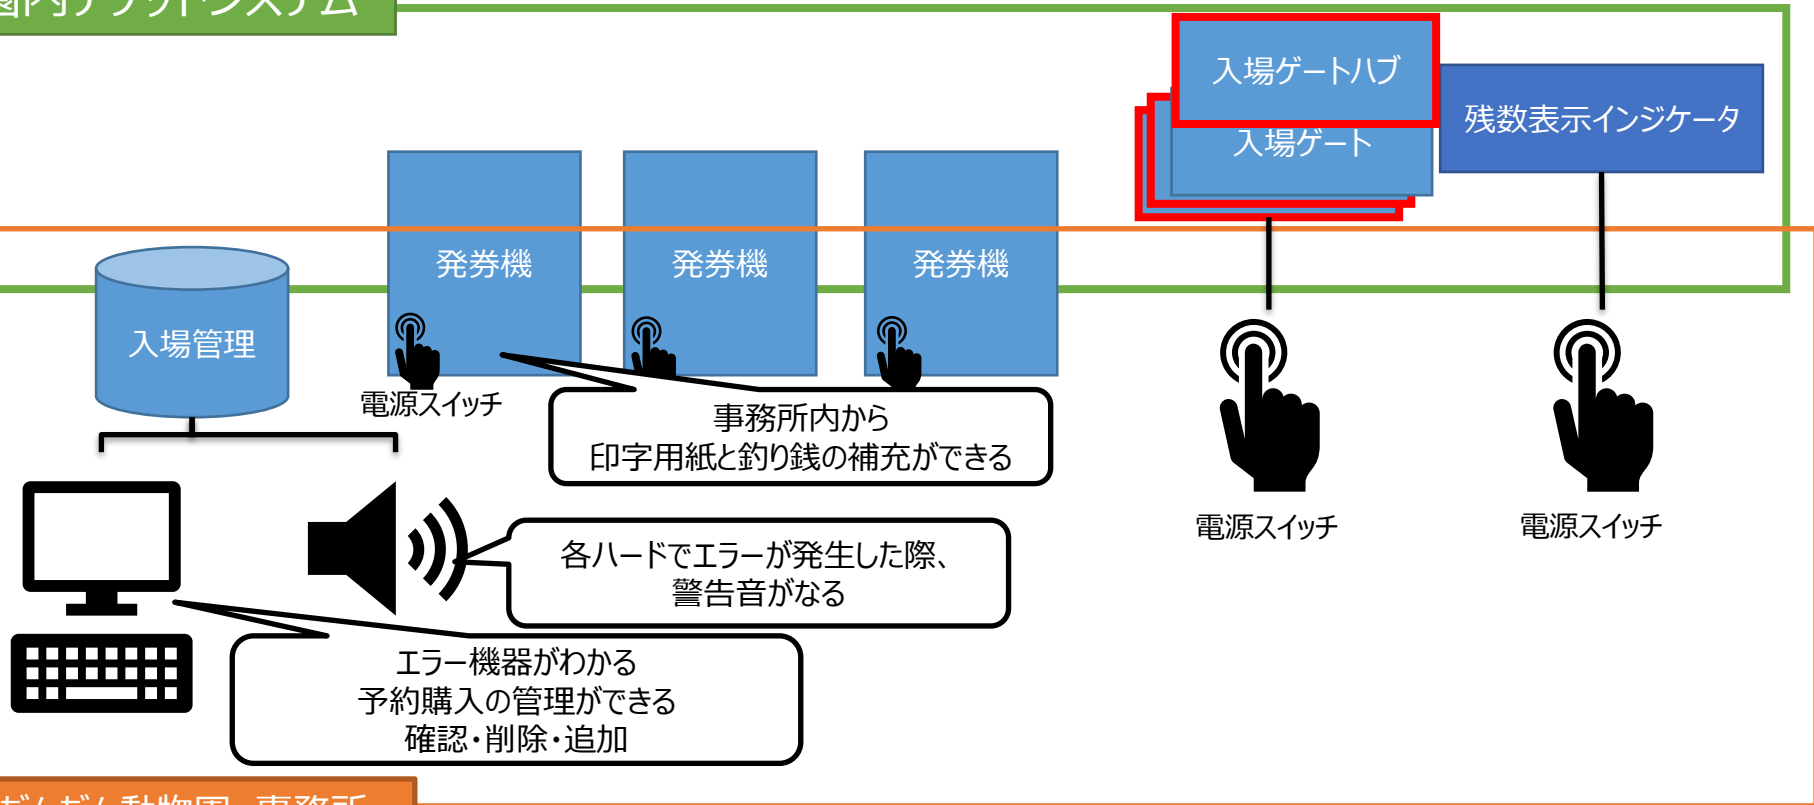 入場ゲートハブ
残数表示インジケータ
入場ゲート
発券機
発券機
発券機
入場管理
電源スイッチ
事務所内から
印字用紙と釣り銭の補充ができる
電源スイッチ
電源スイッチ
各ハードでエラーが発生した際、
警告音がなる
エラー機器がわかる
予約購入の管理ができる
確認・削除・追加